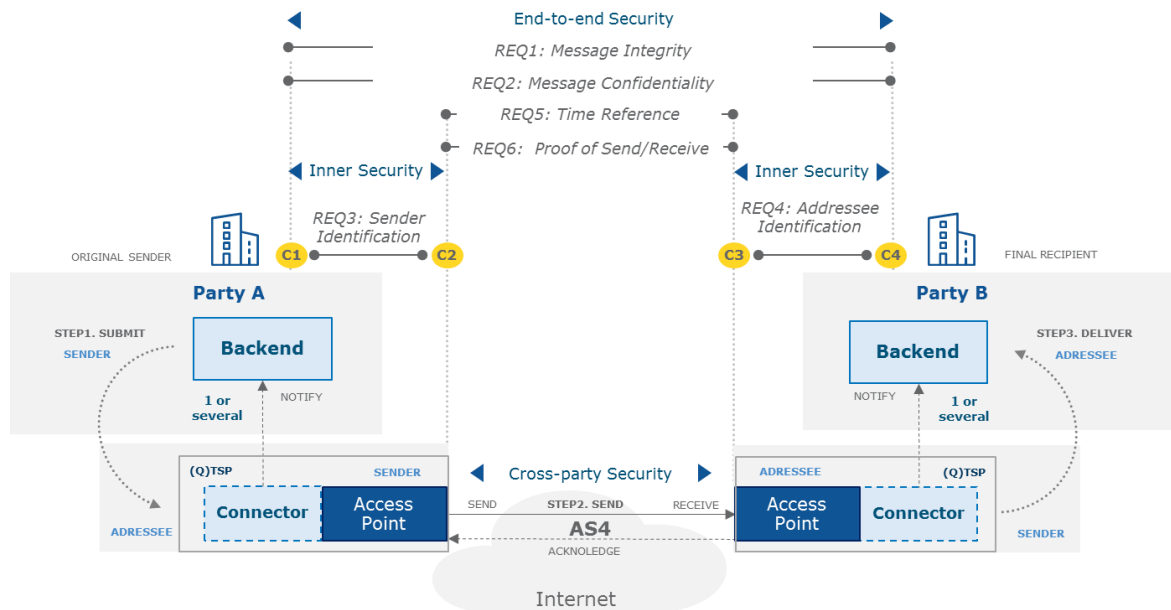 End-to-end Security
REQ1: Message Integrity
REQ2: Message Confidentiality
REQ5: Time Reference
REQ6: Proof of Send/Receive
Inner Security
Inner Security
REQ3: Sender
Identification
REQ4: Addressee
Identification
C1
C2
C3
C4
ORIGINAL SENDER
FINAL RECIPIENT
Party A
Party B
STEP1. SUBMIT
SENDER
Backend
Backend
STEP3. DELIVER
ADRESSEE
1 or
several
NOTIFY
NOTIFY
1 or
several
(Q)TSP
SENDER
Cross-party Security
ADRESSEE
(Q)TSP
ADRESSEE
Connector
Access
Point
SEND
STEP2. SEND
RECEIVE
AS4
ACKNOLEDGE
Access
Point
Connector
SENDER
Internet